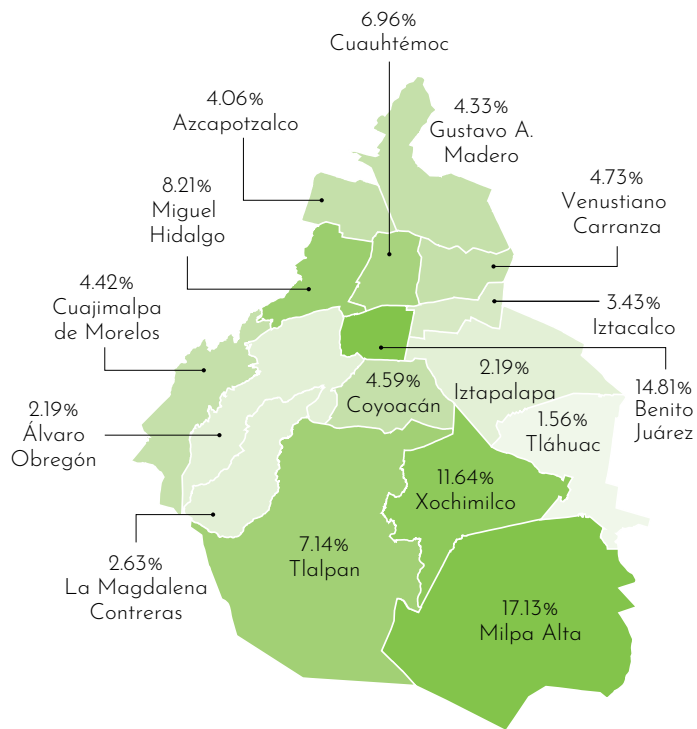 6.96%
Cuauhtémoc
4.06%
Azcapotzalco
4.33%
Gustavo A.
Madero
8.21%
Miguel
Hidalgo
4.73%
Venustiano
Carranza
4.42%
Cuajimalpa
de Morelos
3.43%
Iztacalco
2.19%
Iztapalapa
14.81%
Benito
Juárez
4.59%
Coyoacán
2.19%
Álvaro
Obregón
1.56%
Tláhuac
11.64%
Xochimilco
7.14%
Tlalpan
2.63%
La Magdalena
Contreras
17.13%
Milpa Alta